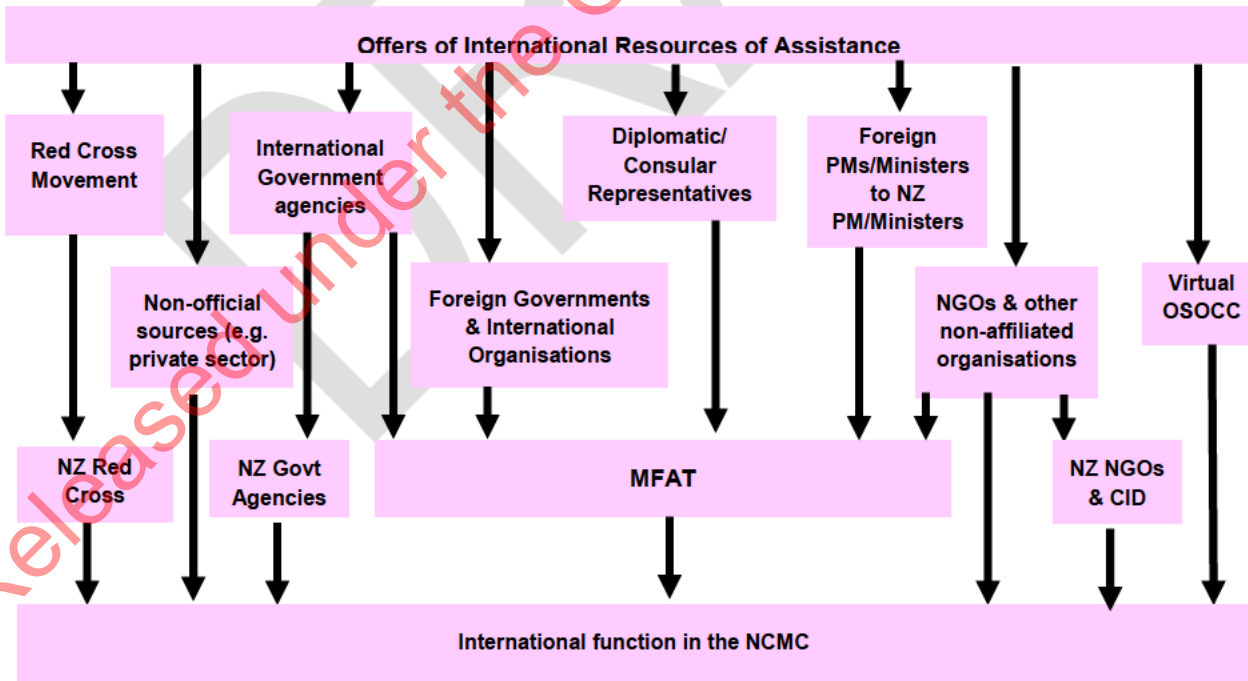 Offers of International Resources of Assistance
Red Cross
Movement
International
Government
agencies
Diplomatic/
Consular
Representatives
Foreign
PMs/Ministers
to NZ
PM/Ministers
Non-official
sources (e.g.
private sector)
Foreign Governments
& International
Organisations
NGOs & other
non-affiliated
organisations
Virtual
OSOCC
NZ Red
Cross
NZ Govt
Agencies
MFAT
NZ NGOs
& CID
International function in the NCMC
Released under the